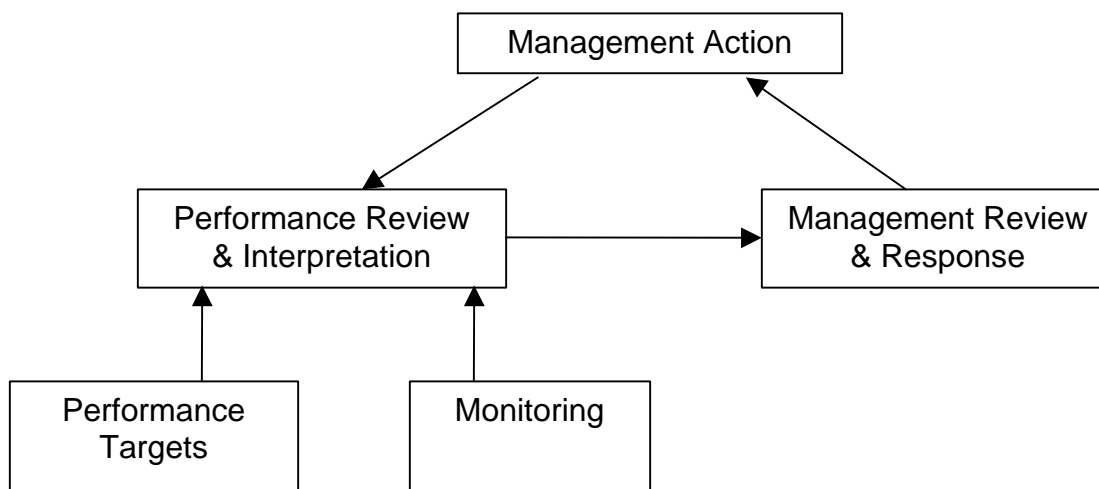 Management Action
Performance Review
& Interpretation
Management Review
& Response
Performance
Targets
Monitoring